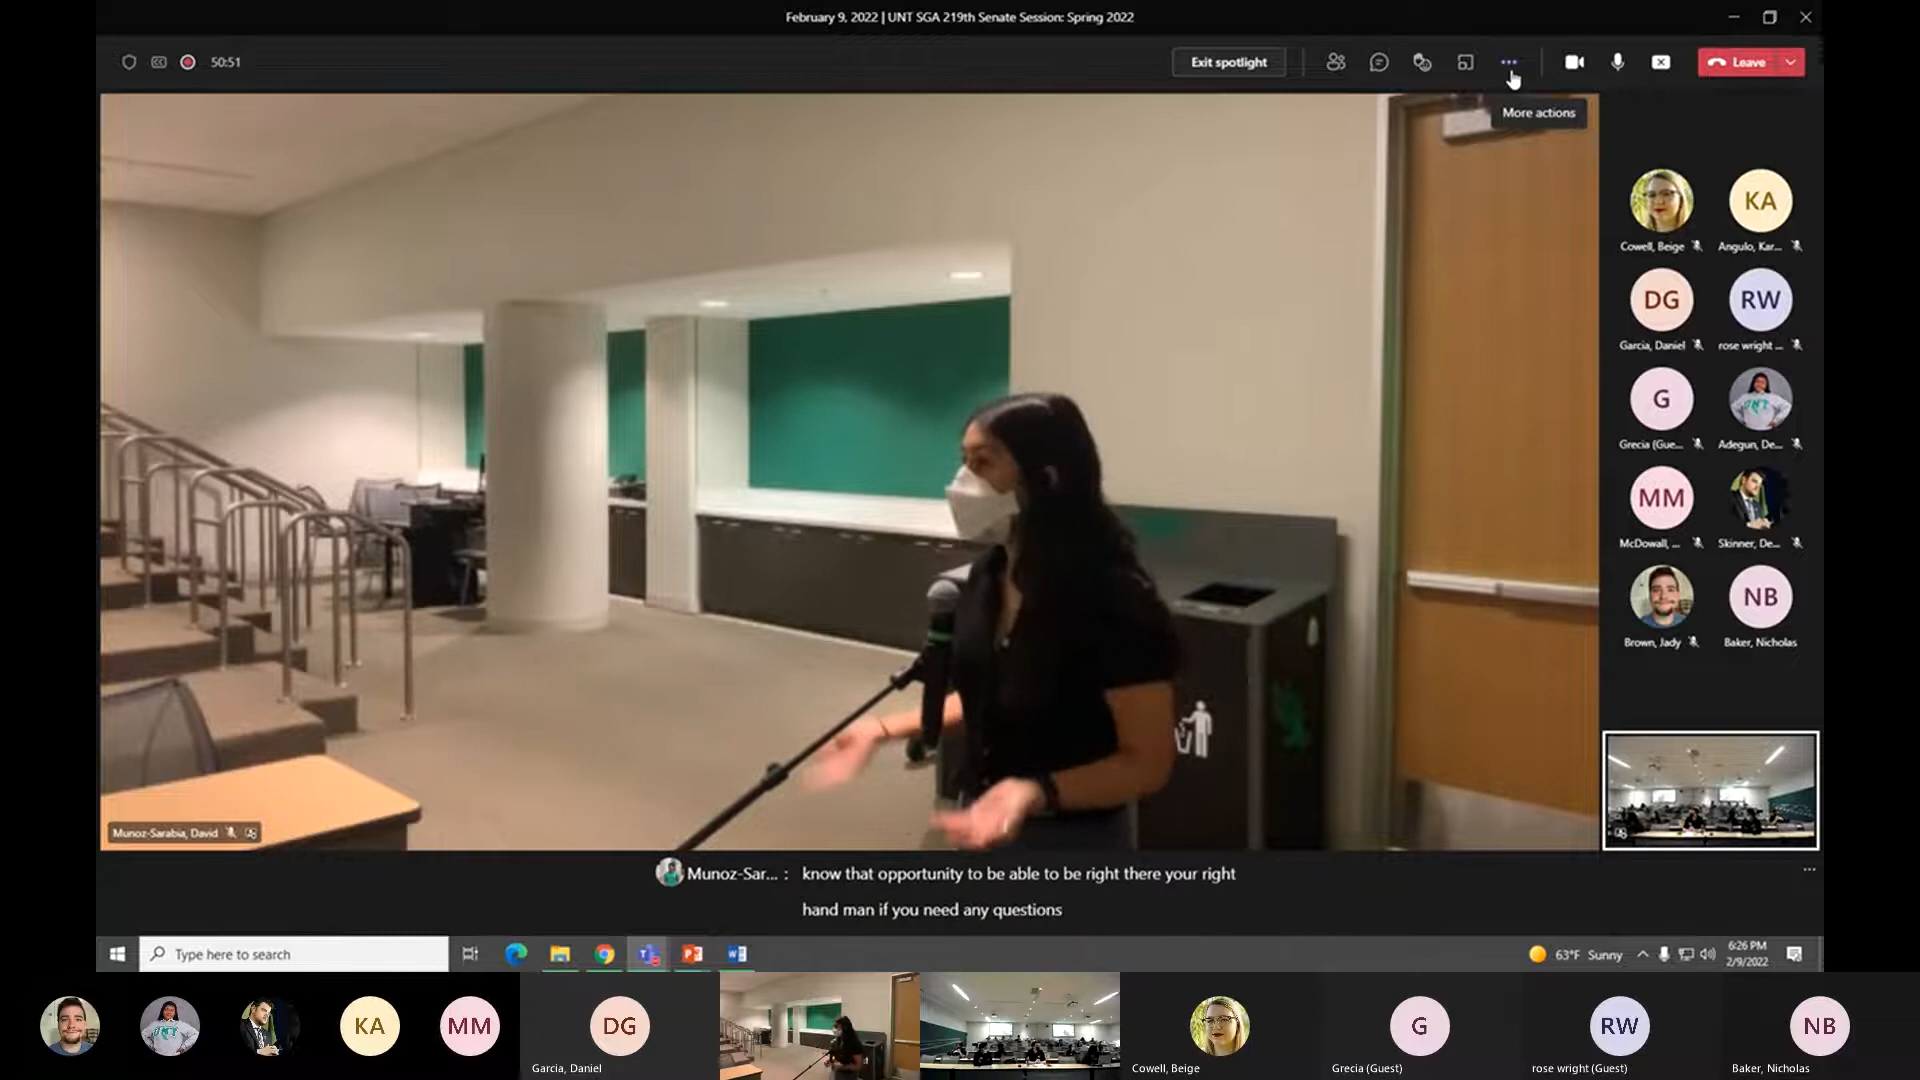 February 9, 2022 | UNT SGA 219th Senate Session: Spring 2022
50:51
Exit spotlight
Leave
More actions
KA
Cowell, Beige
Angulo, Kar...
DG
RW
Garcia, Daniel
rose wright ...
G
UNT
Grecia (Gue...
Adegun, De...
MM
McDowall, ...
Skinner, De...
NB
Brown, Jady
Baker, Nicholas
Munoz-Sarabia, David
Munoz-Sar... : know that opportunity to be able to be right there your right
hand man if you need any questions
Type here to search
63°F Sunny
6:26 PM
2/9/2022
UNT
KA
MM
DG
G
RW
NB
Garcia, Daniel
Cowell, Beige
Grecia (Guest)
rose wright (Guest)
Baker, Nicholas